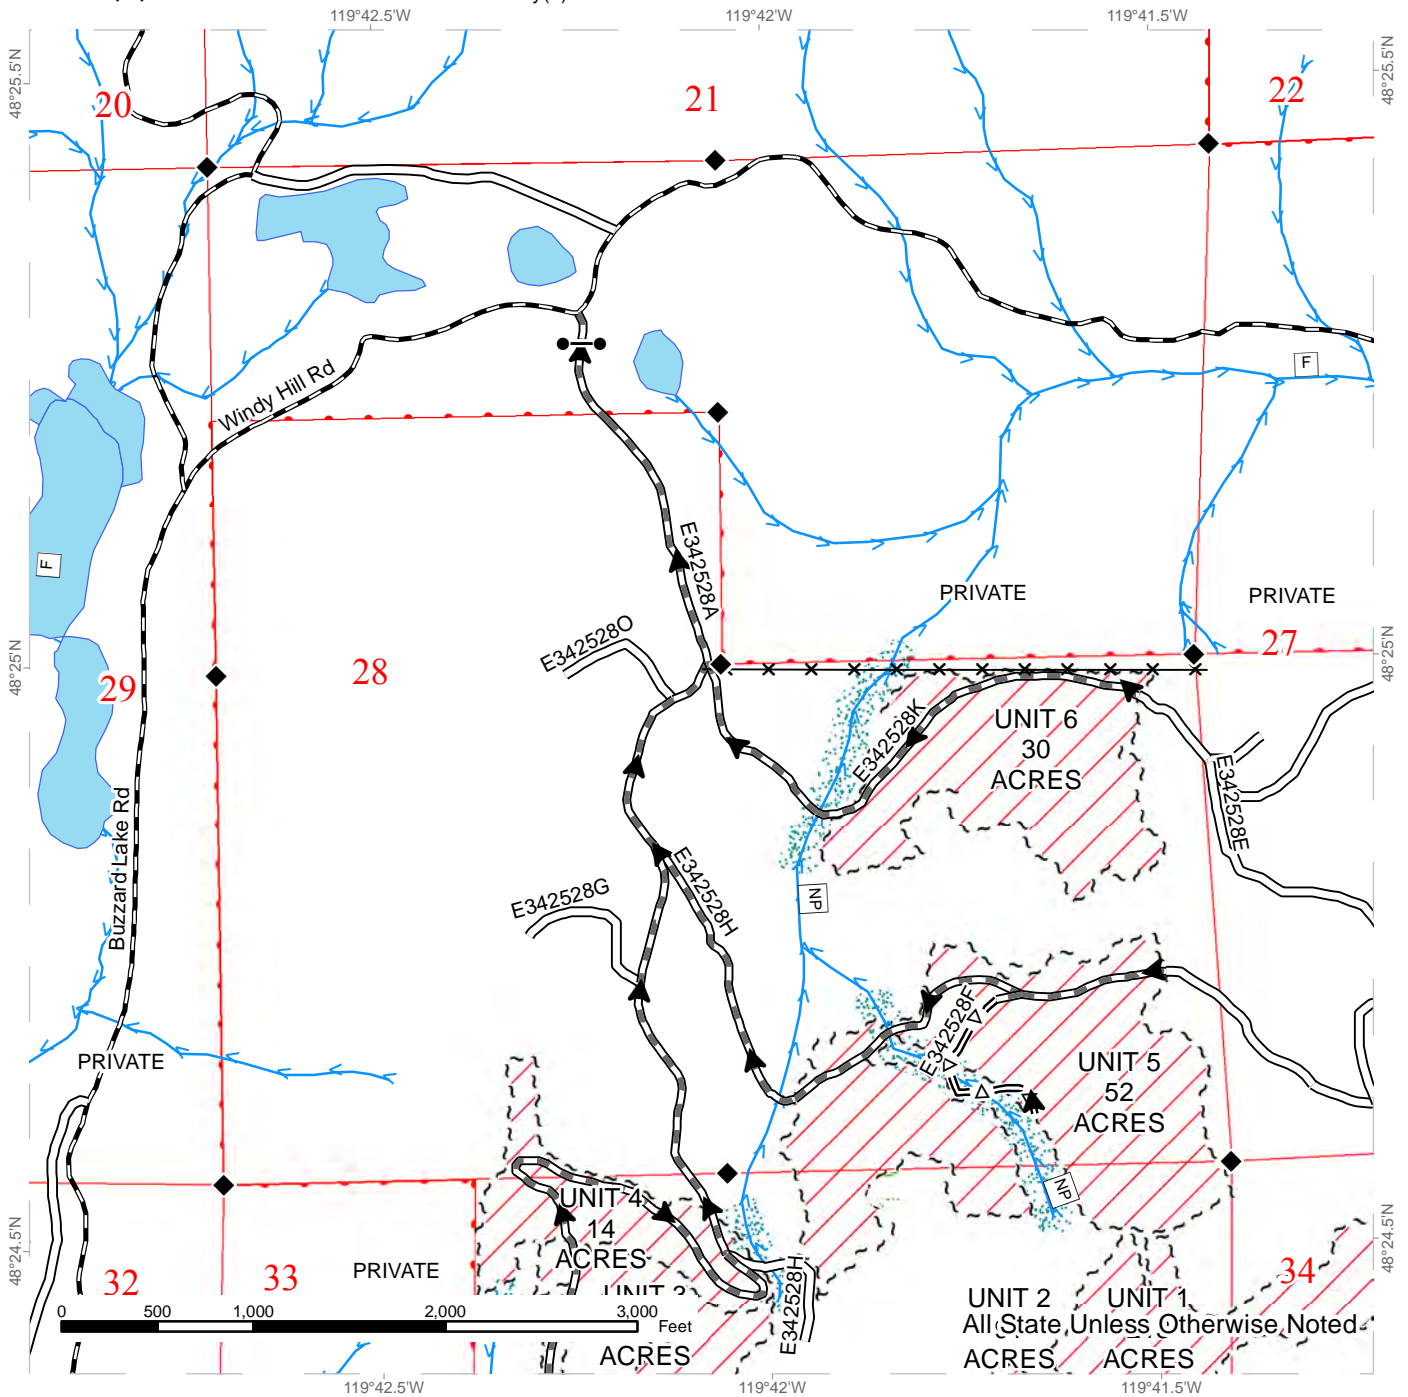 119°42.5'W
119°42'W
119°41.5'W
48°25.5'N
48°25.5'N
20
21
22
Windy Hill Rd
F
F
E342528A
PRIVATE
PRIVATE
E342528O
48°25'N
48°25'N
27
28
29
E342528K
UNIT 6
30
ACRES
E342528E
Buzzard Lake Rd
E342528G
E342528H
NP
E342528F
PRIVATE
UNIT 5
52
ACRES
NP
UNIT 4
14
ACRES
48°24.5'N
48°24.5'N
32
33
PRIVATE
34
UNIT 3
E342528H
UNIT 2
UNIT 1
0 500 1,000 2,000 3,000
Feet
All State Unless Otherwise Noted
ACRES
ACRES
ACRES
119°42.5'W
119°42'W
119°41.5'W